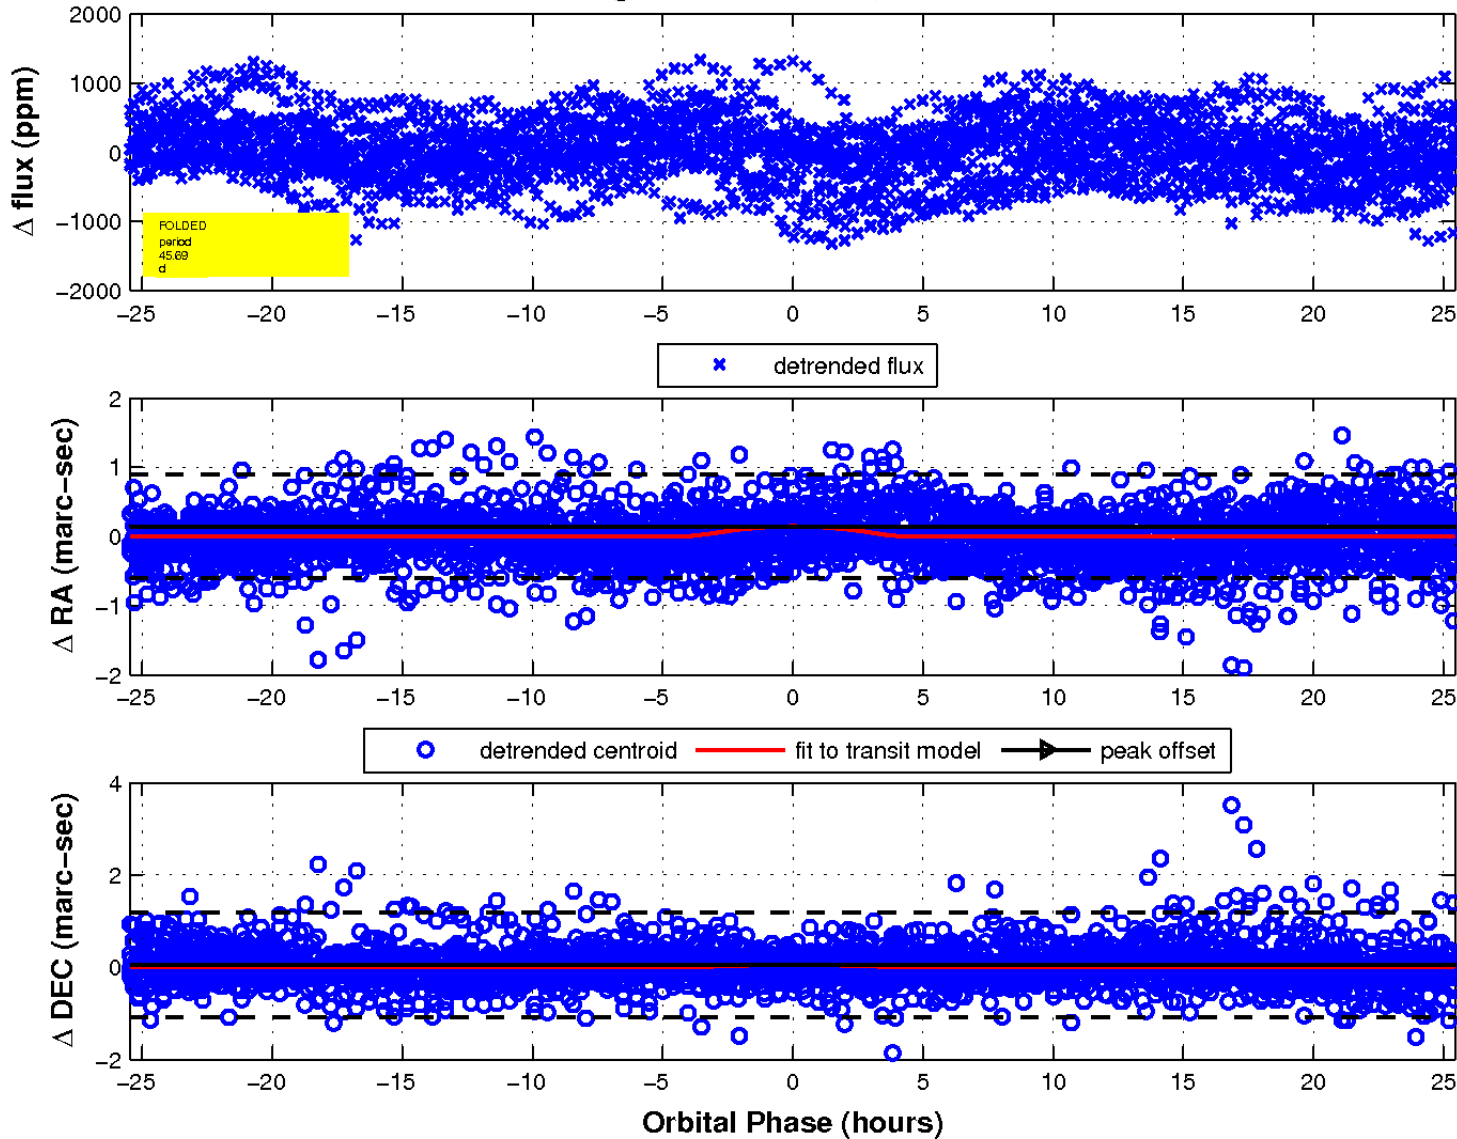 2000
1000
0
−1000
−2000
Δ flux (ppm)
FOLDED
period
45.69
d
−25 −20 −15 −10 −5 0 5 10 15 20 25
detrended flux
2
1
0
−1
−2
Δ RA (marc−sec)
−25 −20 −15 −10 −5 0 5 10 15 20 25
detrended centroid fit to transit model peak offset
4
2
0
−2
Δ DEC (marc−sec)
−25 −20 −15 −10 −5 0 5 10 15 20 25
Orbital Phase (hours)